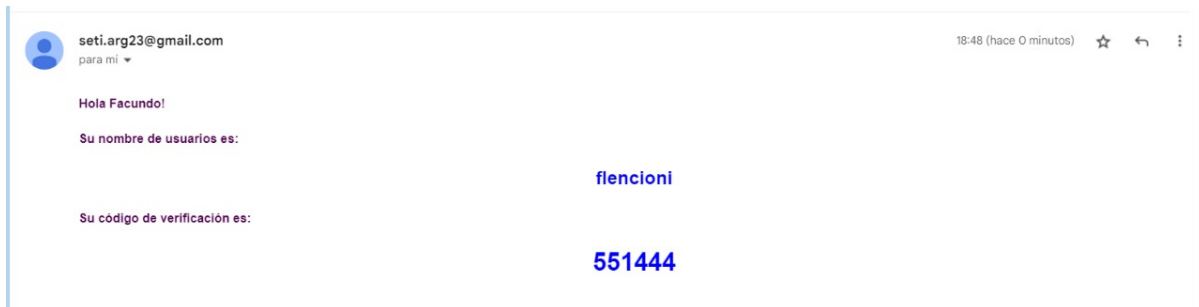 seti.arg23@gmail.com 18:48 (hace 0 minutos)
para mí
Hola Facundo!
Su nombre de usuarios es:
flencioni
Su código de verificación es:
551444